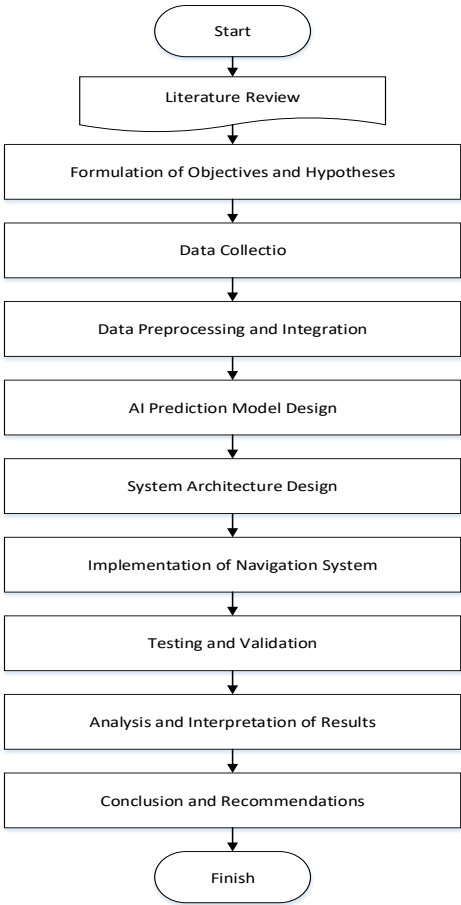 Start
Literature Review
Formulation of Objectives and Hypotheses
Data Collectio
Data Preprocessing and Integration
AI Prediction Model Design
System Architecture Design
Implementation of Navigation System
Testing and Validation
Analysis and Interpretation of Results
Conclusion and Recommendations
Finish